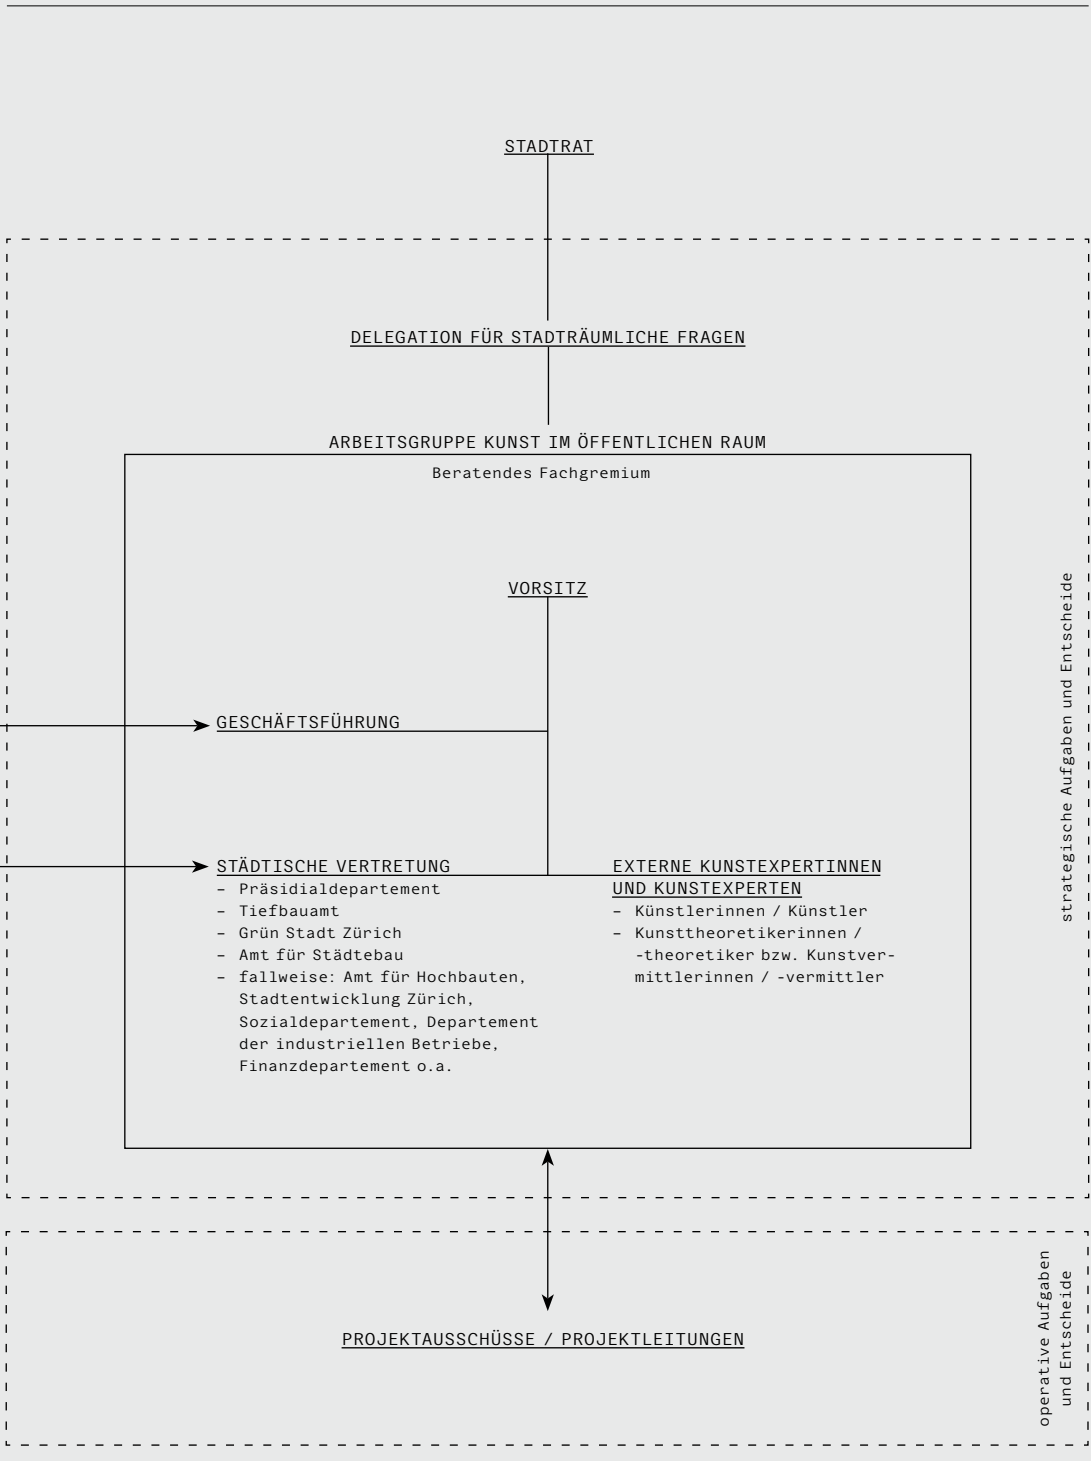 STADTRAT
DELEGATION FÜR STADTRÄUMLICHE FRAGEN
ARBEITSGRUPPE KUNST IM ÖFFENTLICHEN RAUM
Beratendes Fachgremium
VORSITZ
GESCHÄFTSFÜHRUNG
STÄDTISCHE VERTRETUNG
– Präsidialdepartement
– Tiefbauamt
– Grün Stadt Zürich
– Amt für Städtebau
– fallweise: Amt für Hochbauten,
Stadtentwicklung Zürich,
Sozialdepartement, Departement
der industriellen Betriebe,
Finanzdepartement o.a.
EXTERNE KUNSTEXPERTINNEN
UND KUNSTEXPERTEN
– Künstlerinnen / Künstler
– Kunsttheoretikerinnen /
-theoretiker bzw. Kunstver-
mittlerinnen / -vermittler
strategische Aufgaben und Entscheide
PROJEKTAUSSCHÜSSE / PROJEKTLEITUNGEN
operative Aufgaben
und Entscheide